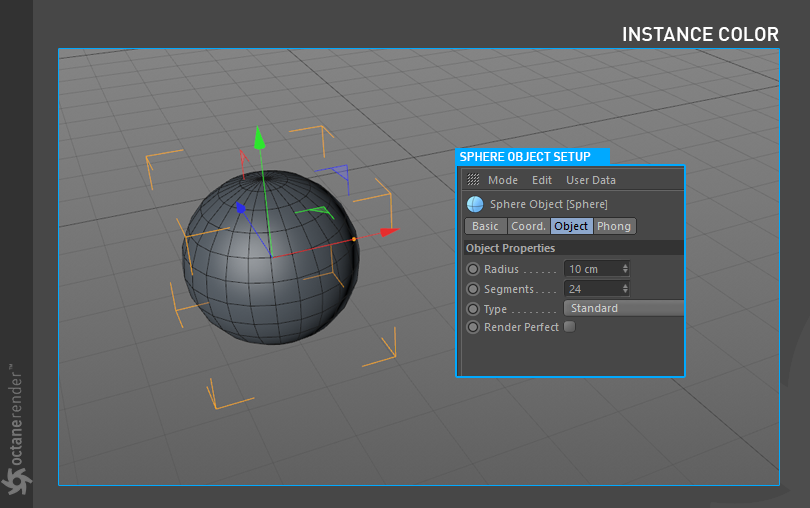 INSTANCE COLOR
SPHERE OBJECT SETUP
Mode Edit User Data
Sphere Object [Sphere]
Basic Coord. Object Phong
Object Properties
Radius . . . . . . 10 cm
Segments. . . . 24
Type . . . . . . . . Standard
Render Perfect
octanerender™